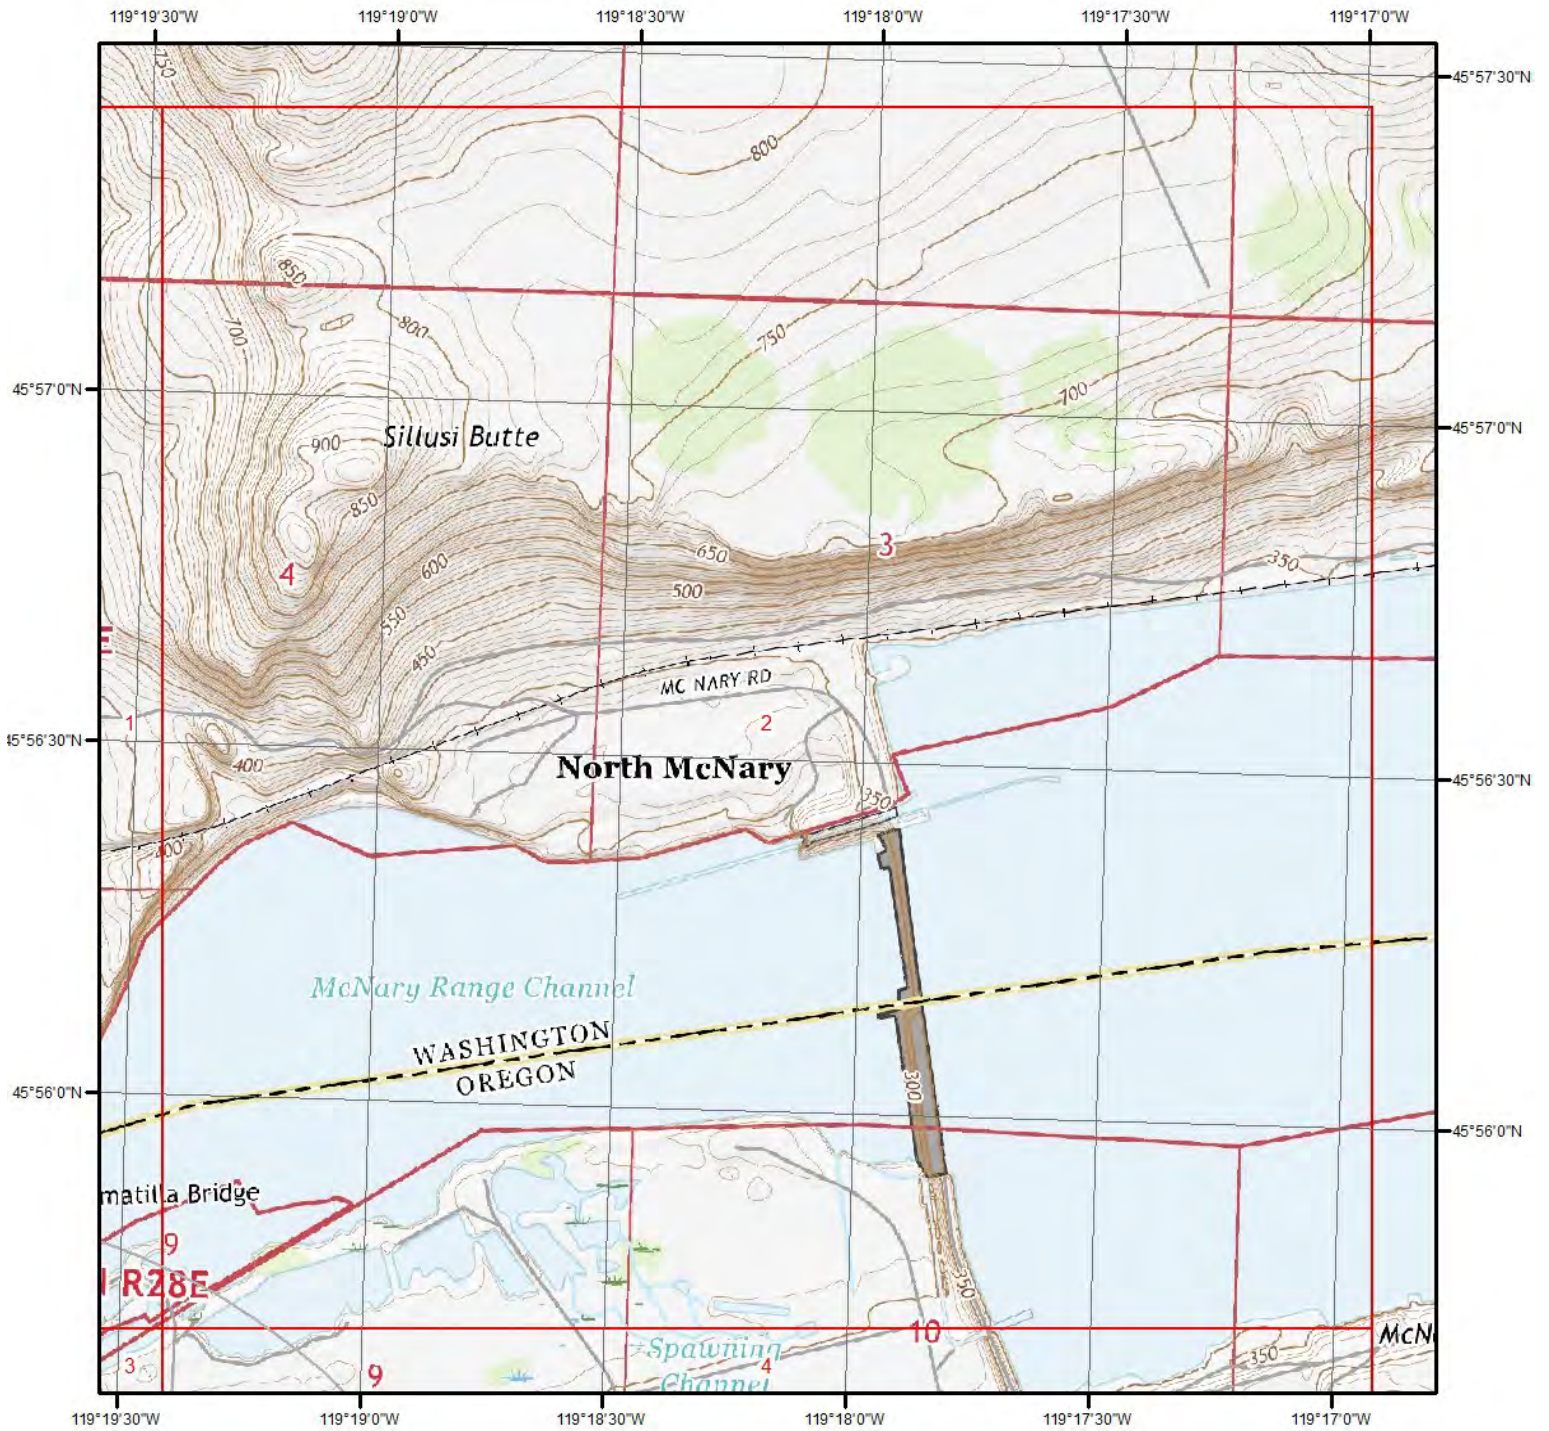 119°19'30"W 119°19'0"W 119°18'30"W 119°18'0"W 119°17'30"W 119°17'0"W
750
45°57'30"N
800
850
700
800
750
45°57'0"N
700
45°57'0"N
900
Sillusi Butte
850
3
650
600
4
500
350
550
E
450
MC NARY RD
1
2
45°56'30"N
400
North McNary
45°56'30"N
350
400
McNary Range Channel
WASHINGTON
OREGON
300
45°56'0"N
45°56'0"N
matilla Bridge
9
R28E
350
10
McN
Spawning
Channel
350
3
4
9
119°19'30"W 119°19'0"W 119°18'30"W 119°18'0"W 119°17'30"W 119°17'0"W